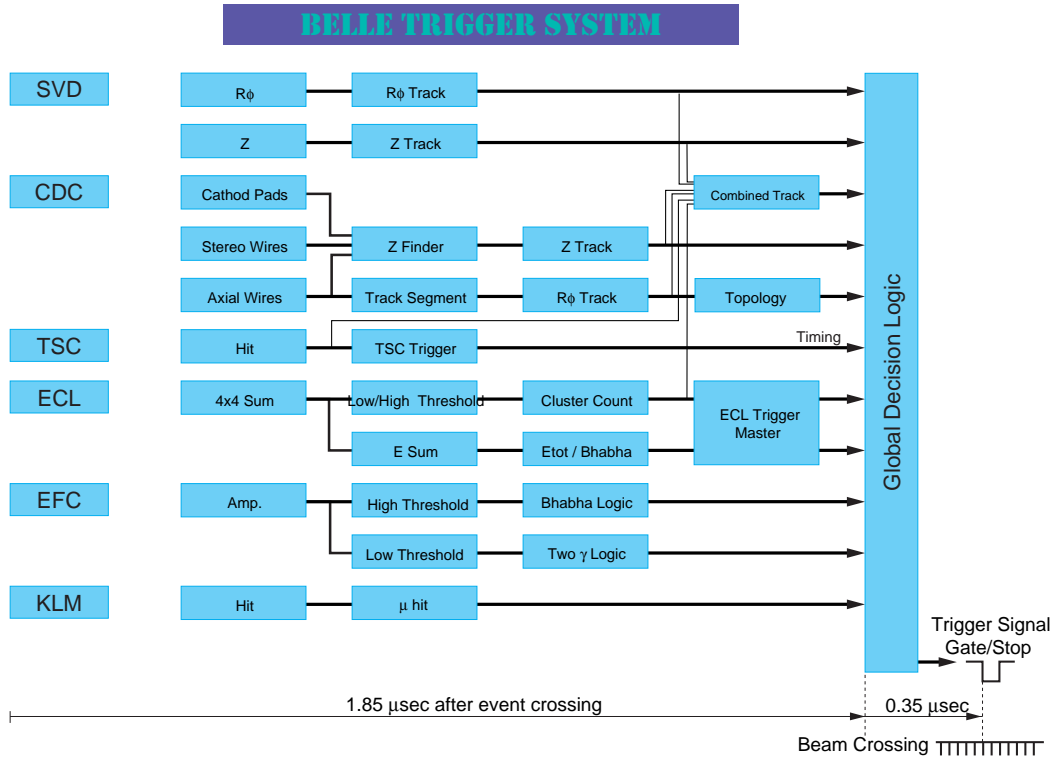 BELLE TRIGGER SYSTEM
SVD
Rϕ
Rϕ Track
Z
Z Track
CDC
Cathod Pads
Combined Track
Stereo Wires
Z Finder
Z Track
Axial Wires
Track Segment
Rϕ Track
Topology
TSC
Hit
TSC Trigger
Timing
ECL
4x4 Sum
Low/High Threshold
Cluster Count
ECL Trigger
Master
E Sum
Etot / Bhabha
EFC
Amp.
High Threshold
Bhabha Logic
Low Threshold
Two γ Logic
KLM
Hit
μ hit
Global Decision Logic
Trigger Signal
Gate/Stop
1.85 μsec after event crossing
0.35 μsec
Beam Crossing